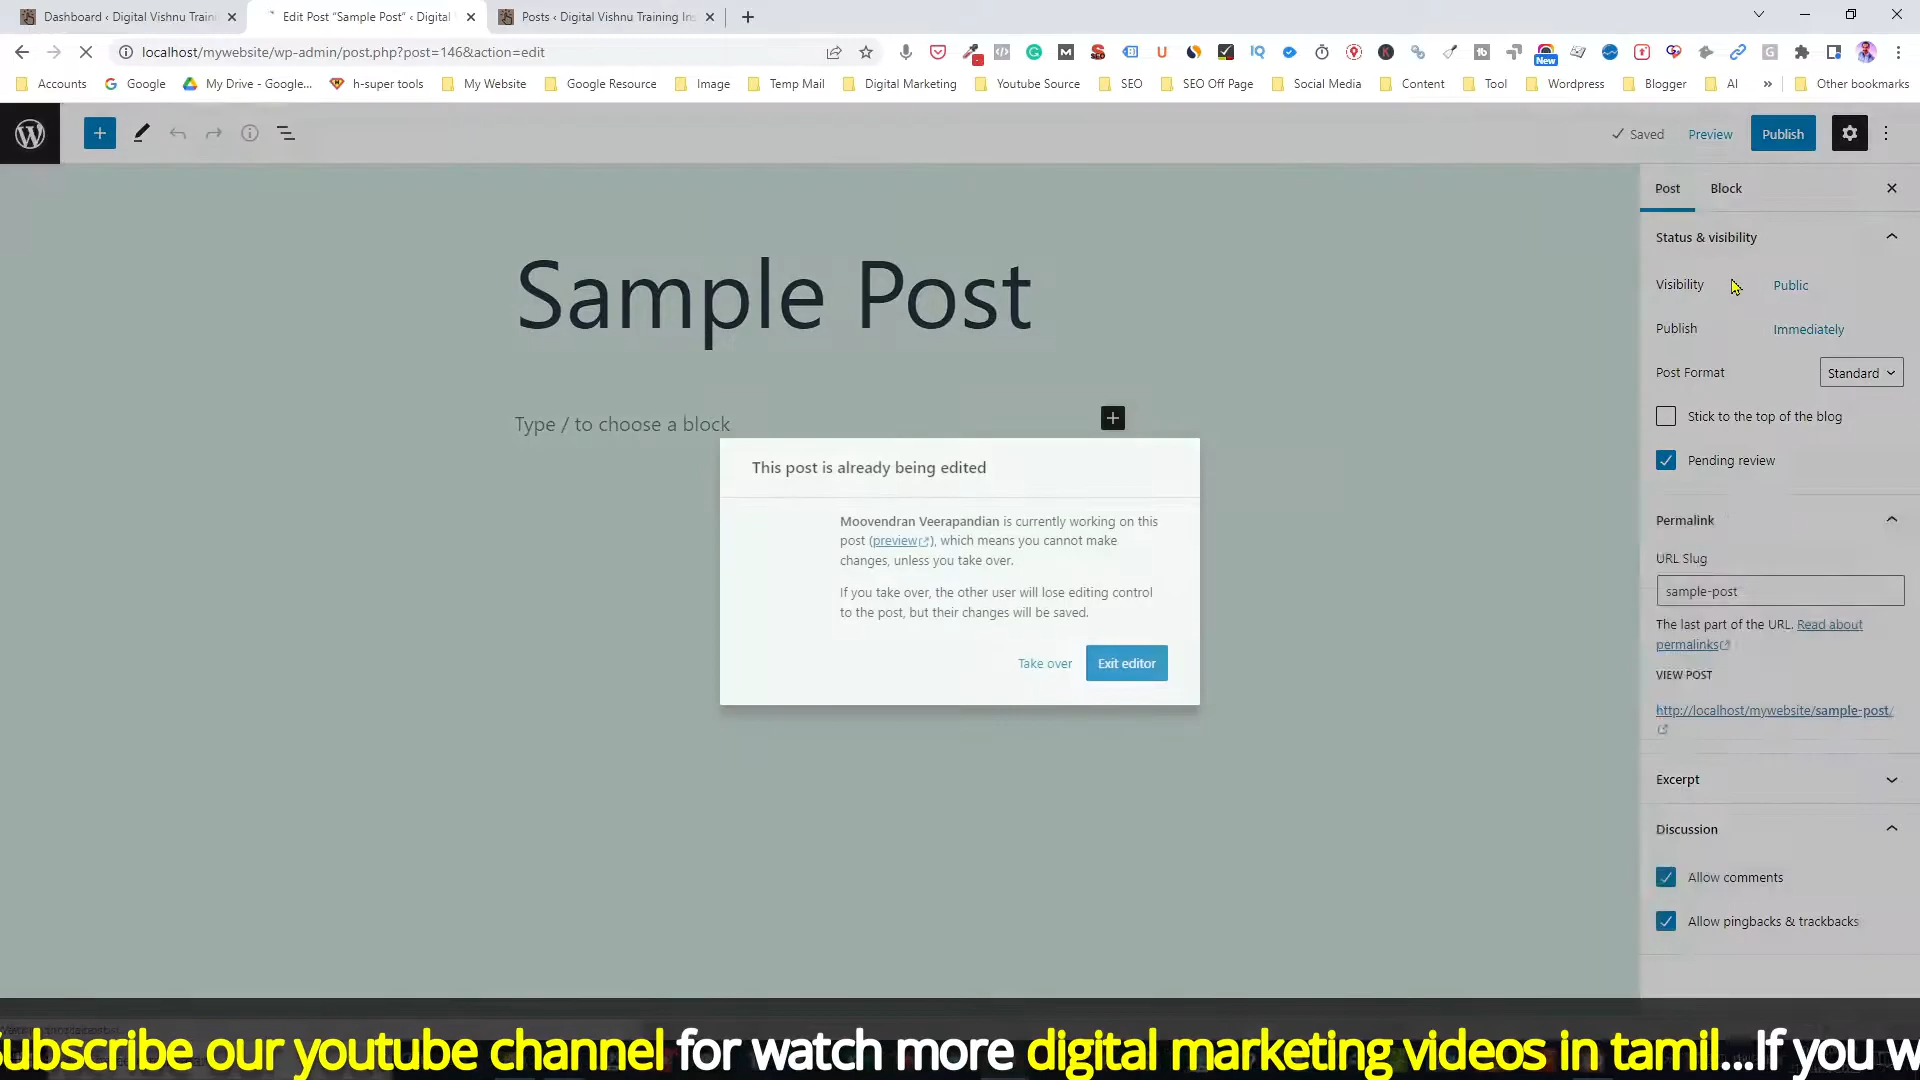 Dashboard ‹ Digital Vishnu Traini
Edit Post “Sample Post” ‹ Digital
Posts ‹ Digital Vishnu Training Ins
localhost/mywebsite/wp-admin/post.php?post=146&action=edit
New
Accounts
Google
My Drive - Google...
h-super tools
My Website
Google Resource
Image
Temp Mail
Digital Marketing
Youtube Source
SEO
SEO Off Page
Social Media
Content
Tool
Wordpress
Blogger
AI
»
Other bookmarks
Saved
Preview
Publish
Post
Block
Status & visibility
Visibility
Public
Publish
Immediately
Post Format
Standard
Stick to the top of the blog
Pending review
Permalink
URL Slug
sample-post
The last part of the URL. Read about
permalinks
VIEW POST
http://localhost/mywebsite/sample-post/
Excerpt
Discussion
Allow comments
Allow pingbacks & trackbacks
Sample Post
Type / to choose a block
This post is already being edited
Moovendran Veerapandian is currently working on this
post (preview), which means you cannot make
changes, unless you take over.
If you take over, the other user will lose editing control
to the post, but their changes will be saved.
Take over
Exit editor
Subscribe our youtube channel for watch more digital marketing videos in tamil...If you w